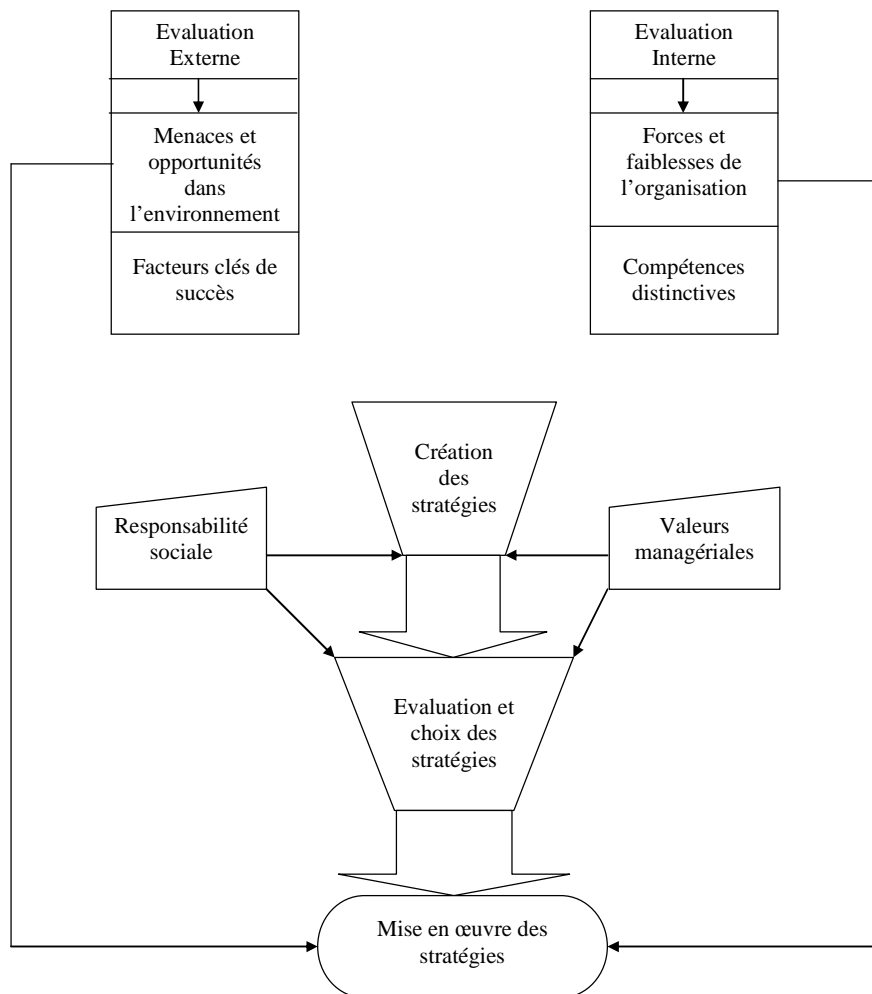 Evaluation
Externe
Menaces et
opportunités
dans
l’environnement
Facteurs clés de
succès
Evaluation
Interne
Forces et
faiblesses de
l’organisation
Compétences
distinctives
Création
des
stratégies
Responsabilité
sociale
Valeurs
managériales
Evaluation et
choix des
stratégies
Mise en œuvre des
stratégies